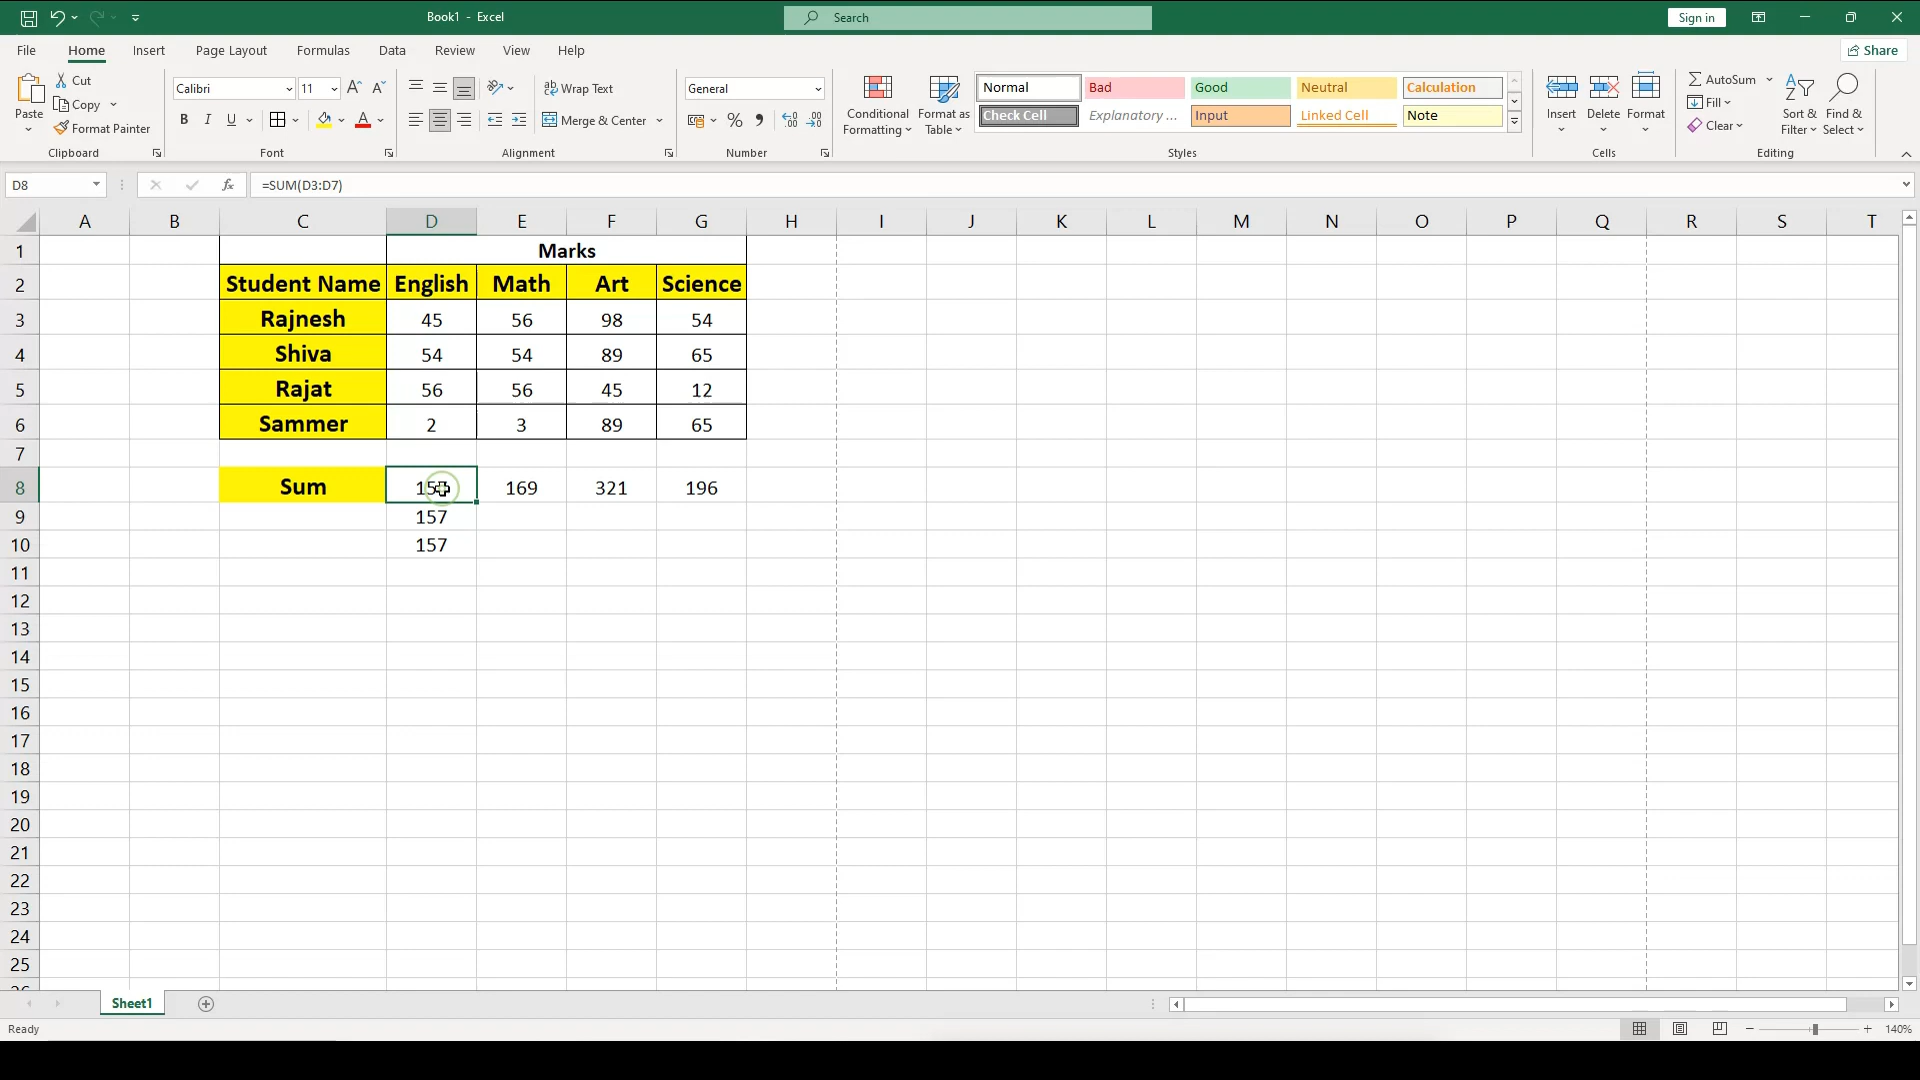 Book1 - Excel
Search
Sign in
File Home Insert Page Layout Formulas Data Review View Help
Share
Paste
Cut
Copy
Format Painter
Clipboard
Calibri 11
B I U
Font
Wrap Text
Merge & Center
Alignment
General
Number
Conditional Formatting
Format as Table
Normal Bad Good Neutral Calculation
Check Cell Explanatory ... Input Linked Cell Note
Styles
Insert Delete Format
Cells
AutoSum
Fill
Clear
Sort & Filter
Find & Select
Editing
D8 fx =SUM(D3:D7)
A B C D E F G H I J K L M N O P Q R S T
1 Marks
2 Student Name English Math Art Science
3 Rajnesh 45 56 98 54
4 Shiva 54 54 89 65
5 Rajat 56 56 45 12
6 Sammer 2 3 89 65
7
8 Sum 157 169 321 196
9 157
10 157
11
12
13
14
15
16
17
18
19
20
21
22
23
24
25
Sheet1
Ready
140%